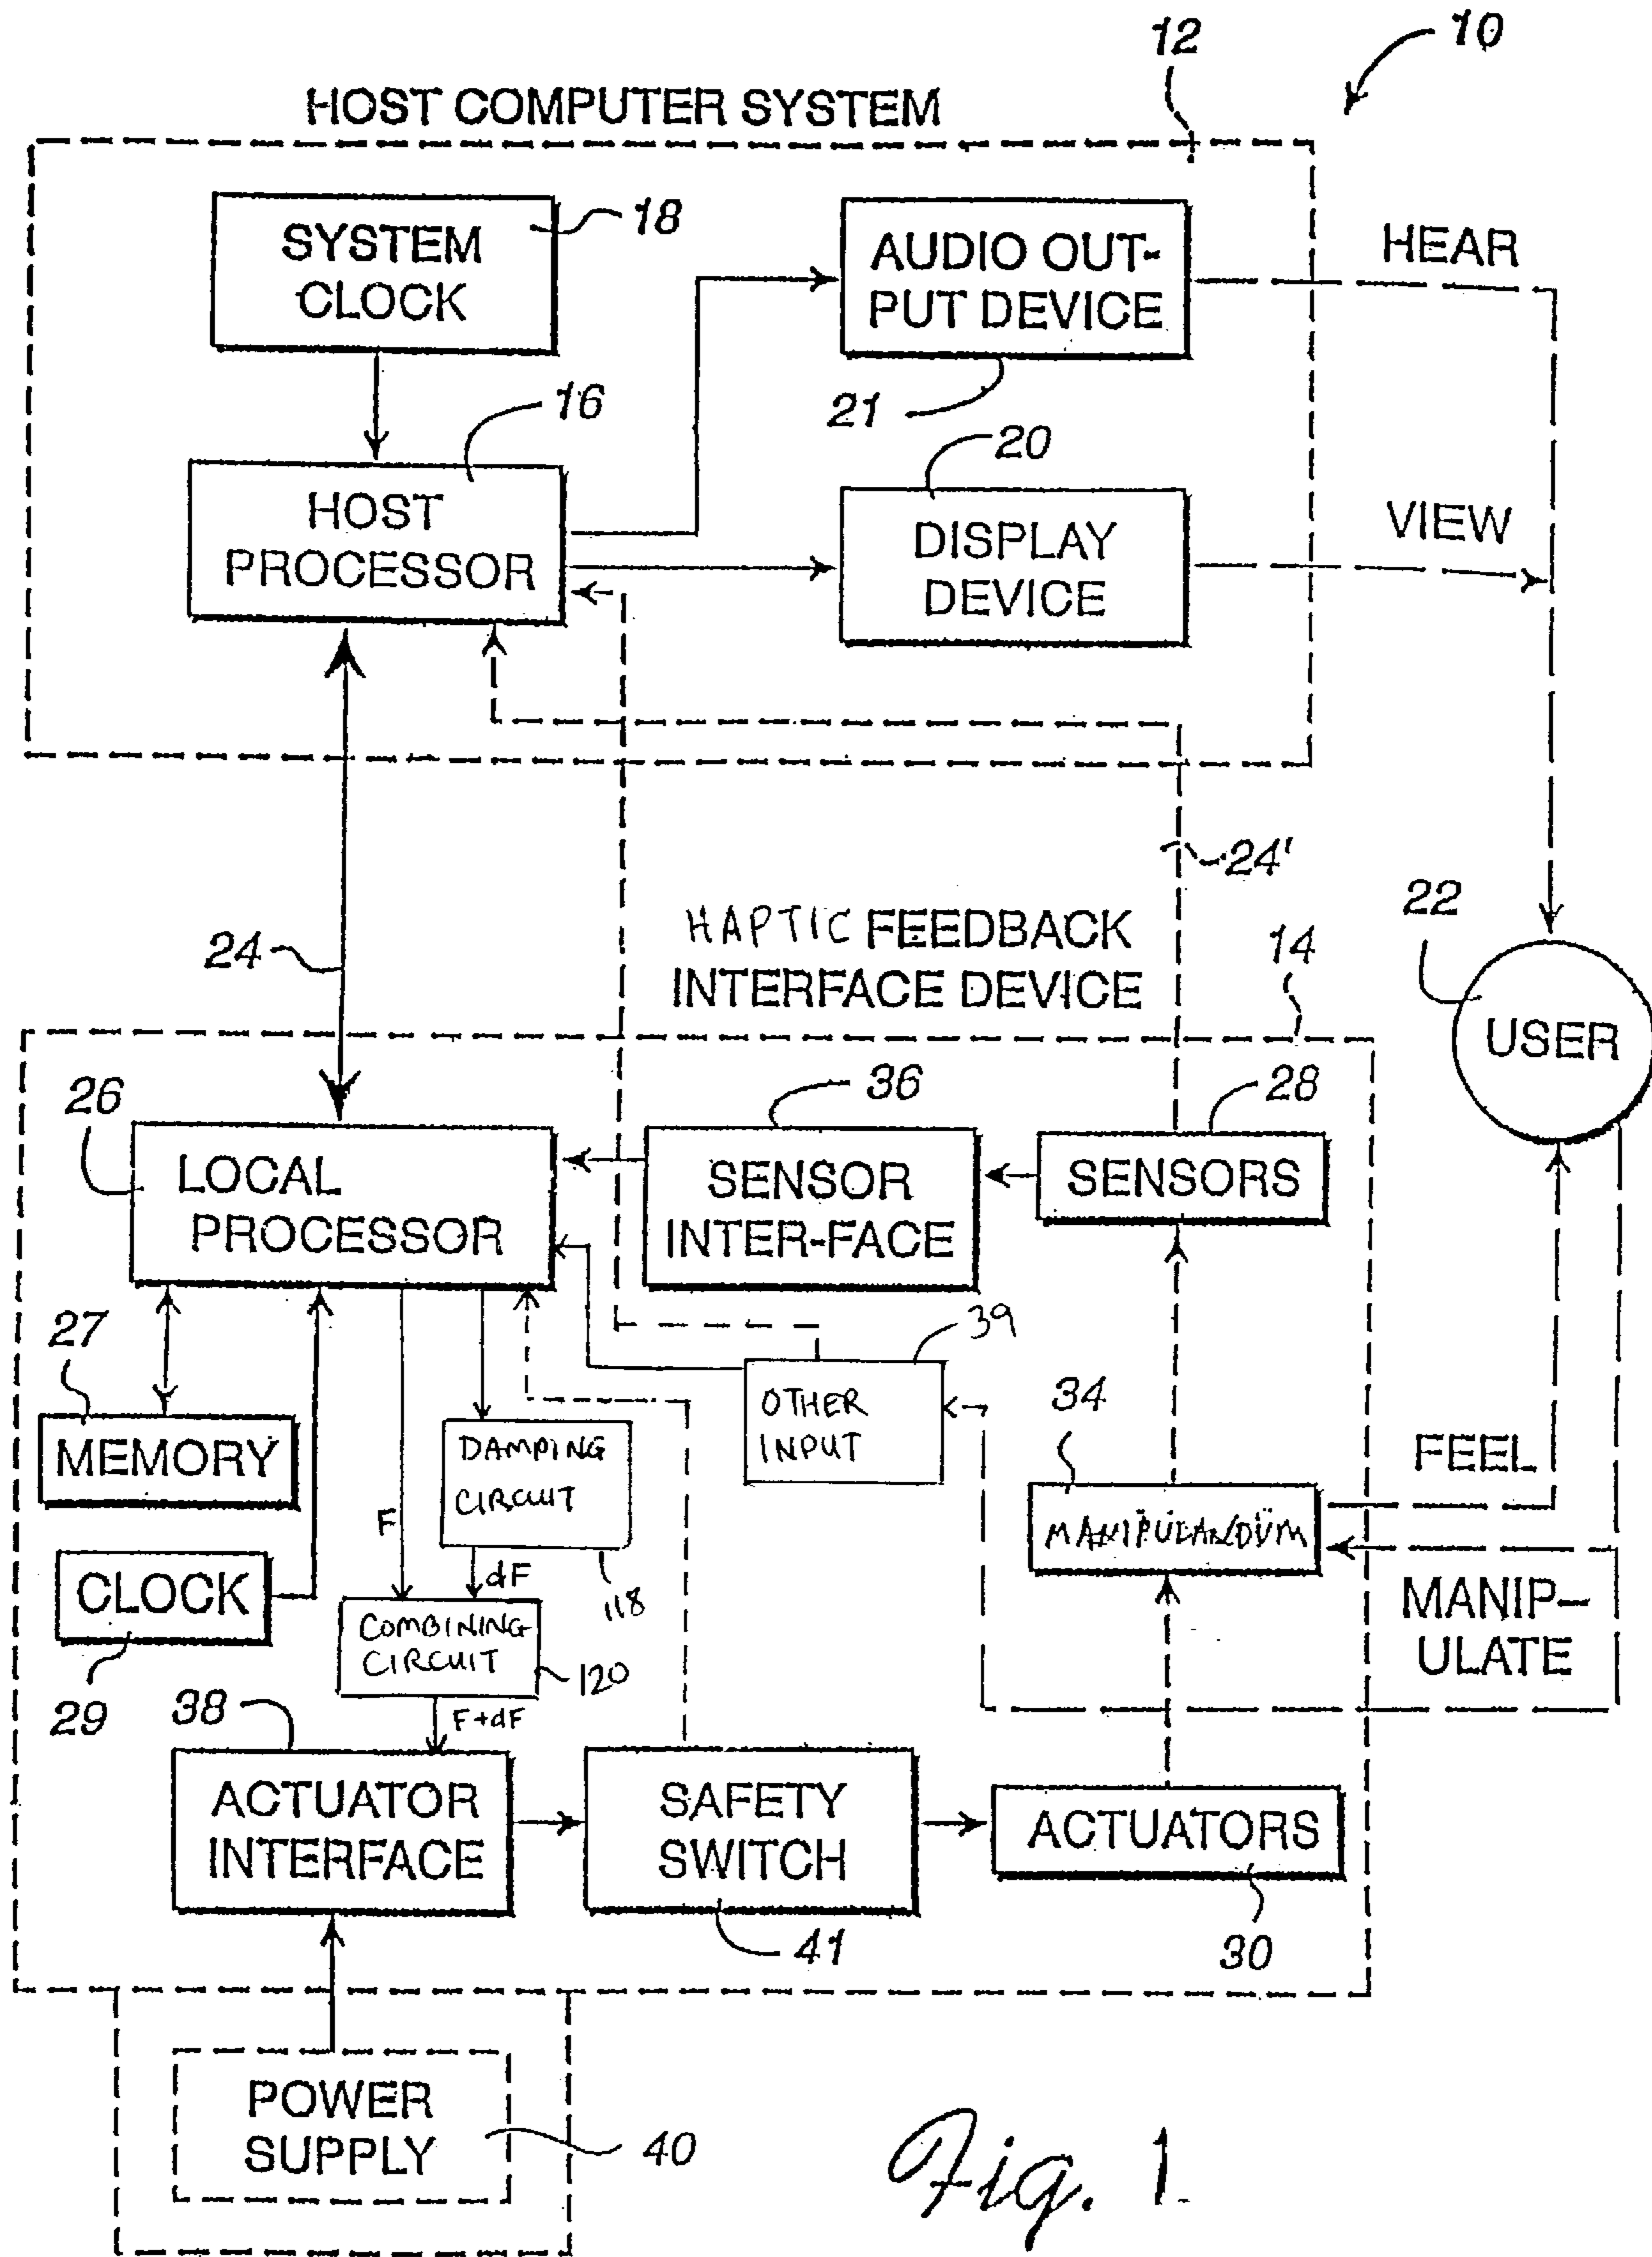 10
12
HOST COMPUTER SYSTEM
SYSTEM
CLOCK
18
AUDIO OUT-
PUT DEVICE
21
HEAR
16
HOST
PROCESSOR
20
DISPLAY
DEVICE
VIEW
24'
24
HAPTIC FEEDBACK
INTERFACE DEVICE
14
22
USER
26
LOCAL
PROCESSOR
36
SENSOR
INTER-FACE
28
SENSORS
27
MEMORY
39
OTHER
INPUT
34
MANIPULANDUM
FEEL
MANIP-
ULATE
DAMPING
CIRCUIT
118
F
dF
CLOCK
29
COMBINING
CIRCUIT
120
F+dF
38
ACTUATOR
INTERFACE
SAFETY
SWITCH
41
ACTUATORS
30
POWER
SUPPLY
40
Fig. 1